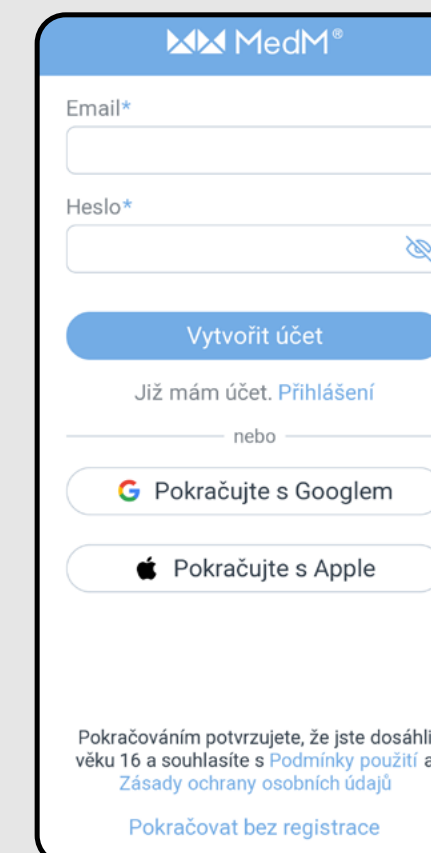 MedM®
Email*
Heslo*
Vytvořit účet
Již mám účet. Přihlášení
nebo
Pokračujte s Googlem
Pokračujte s Apple
Pokračováním potvrzujete, že jste dosáhli
věku 16 a souhlasíte s Podmínky použití a
Zásady ochrany osobních údajů
Pokračovat bez registrace